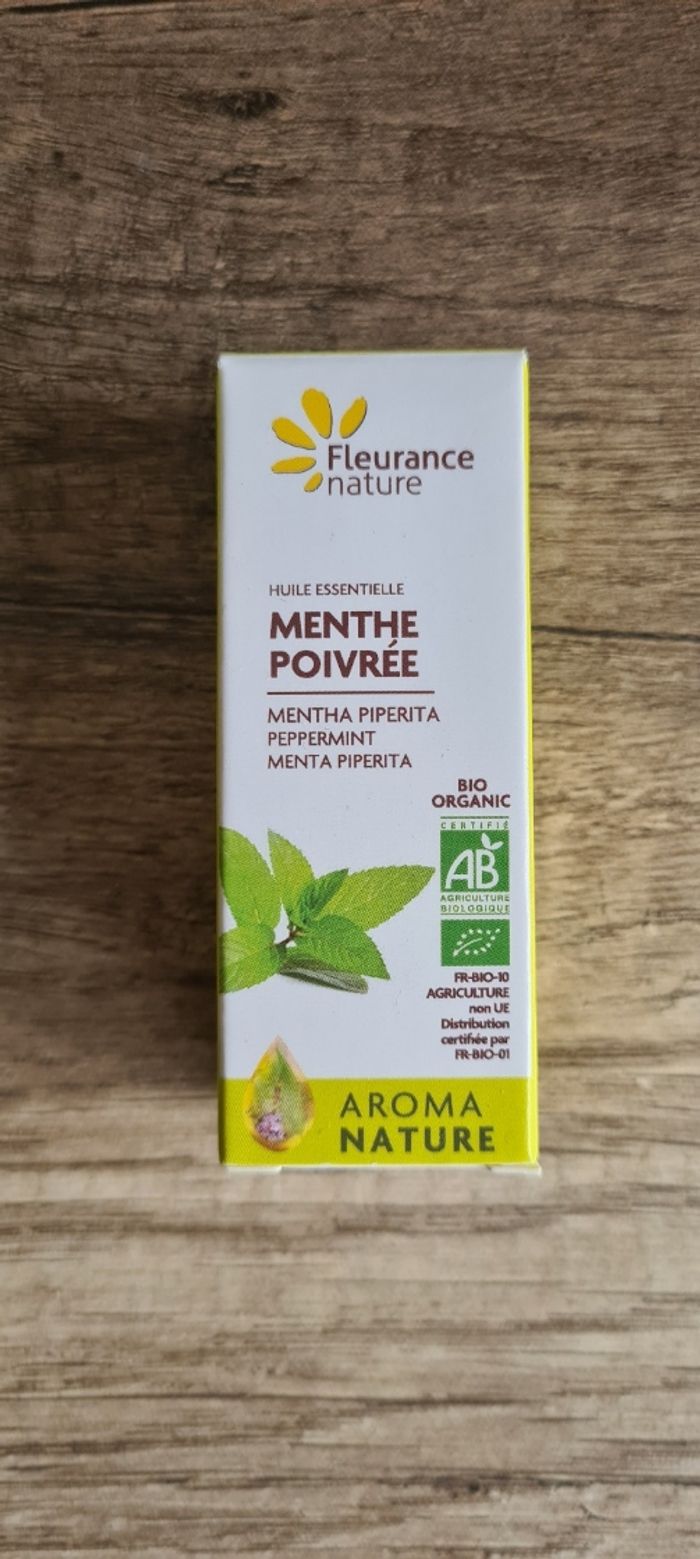 Fleurance
nature
HUILE ESSENTIELLE
MENTHE
POIVRÉE
MENTHA PIPERITA
PEPPERMINT
MENTA PIPERITA
BIO
ORGANIC
CERTIFIÉ
AB
AGRICULTURE
BIOLOGIQUE
FR-BIO-10
AGRICULTURE
non UE
Distribution
certifiée par
FR-BIO-01
AROMA
NATURE